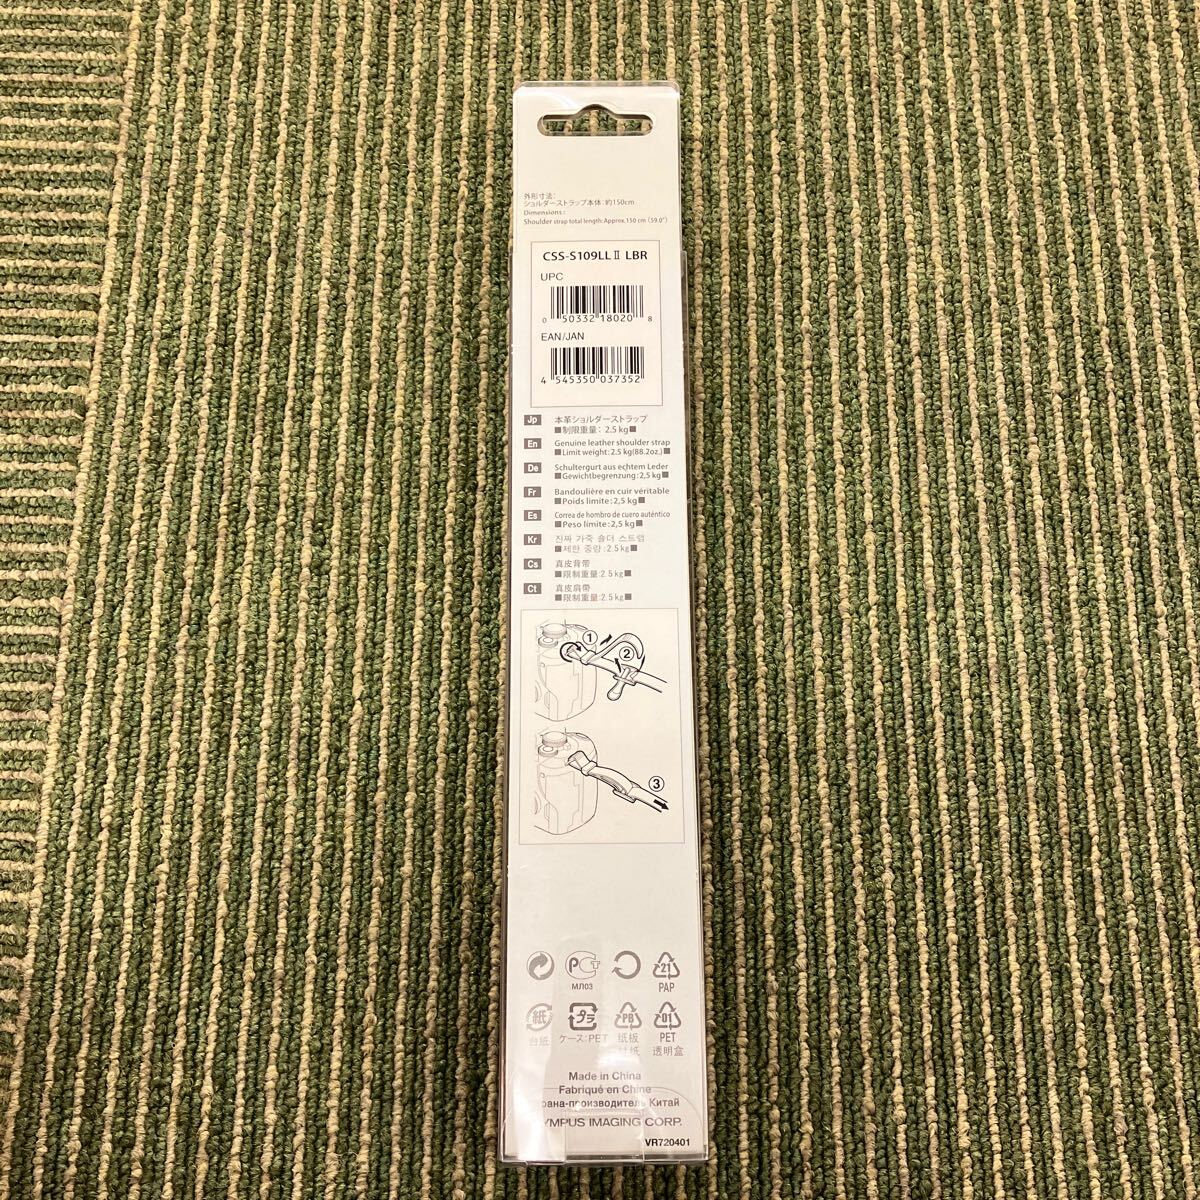 外形寸法:
ショルダーストラップ本体: 約150cm
Dimensions:
Shoulder strap total length: Approx. 150 cm (59.0")
CSS-S109LLⅡ LBR
UPC
0 50332 18020 8
EAN/JAN
4 545350 037352
Jp 本革ショルダーストラップ
■制限重量: 2.5 kg■
En Genuine leather shoulder strap
■Limit weight: 2.5 kg(88.2oz.)■
De Schultergurt aus echtem Leder
■Gewichtbegrenzung: 2,5 kg■
Fr Bandoulière en cuir véritable
■Poids limite: 2,5 kg■
Es Correa de hombro de cuero auténtico
■Peso límite: 2,5 kg■
Kr 진짜 가죽 숄더 스트랩
■제한 중량: 2.5 kg■
Cs 真皮背带
■限制重量: 2.5 kg■
Ct 真皮肩帶
■限制重量: 2.5 kg■
1
2
3
РСТ
МЛ03
21
PAP
紙
台紙
プラ
ケース: PET
PB
纸板
01
PET
透明盒
Made in China
Fabriqué en Chine
рана-производитель Китай
YMPUS IMAGING CORP.
VR720401